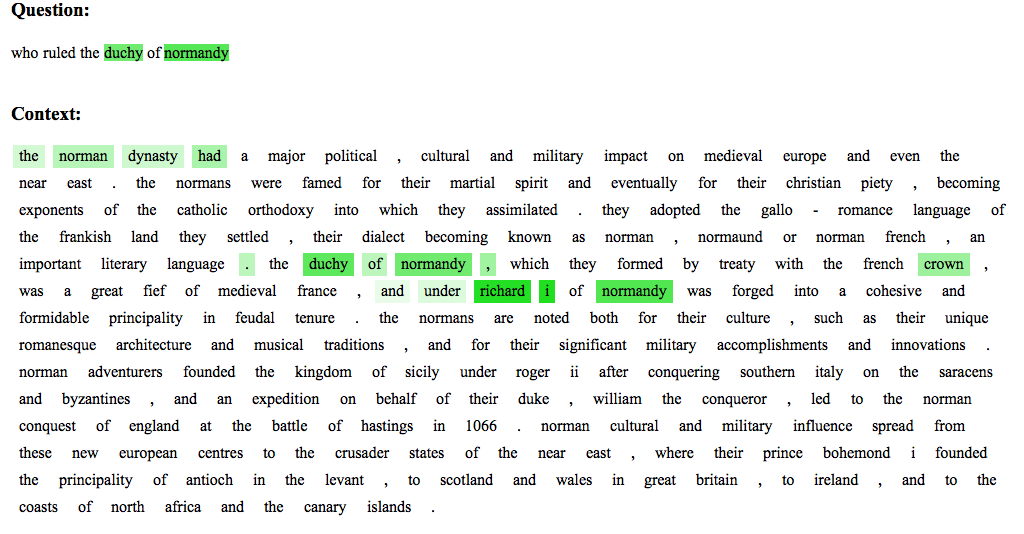 Question:
who ruled the duchy of normandy
Context:
the norman dynasty had a major political , cultural and military impact on medieval europe and even the
near east . the normans were famed for their martial spirit and eventually for their christian piety , becoming
exponents of the catholic orthodoxy into which they assimilated . they adopted the gallo - romance language of
the frankish land they settled , their dialect becoming known as norman , normaund or norman french , an
important literary language . the duchy of normandy , which they formed by treaty with the french crown ,
was a great fief of medieval france , and under richard i of normandy was forged into a cohesive and
formidable principality in feudal tenure . the normans are noted both for their culture , such as their unique
romanesque architecture and musical traditions , and for their significant military accomplishments and innovations .
norman adventurers founded the kingdom of sicily under roger ii after conquering southern italy on the saracens
and byzantines , and an expedition on behalf of their duke , william the conqueror , led to the norman
conquest of england at the battle of hastings in 1066 . norman cultural and military influence spread from
these new european centres to the crusader states of the near east , where their prince bohemond i founded
the principality of antioch in the levant , to scotland and wales in great britain , to ireland , and to the
coasts of north africa and the canary islands .